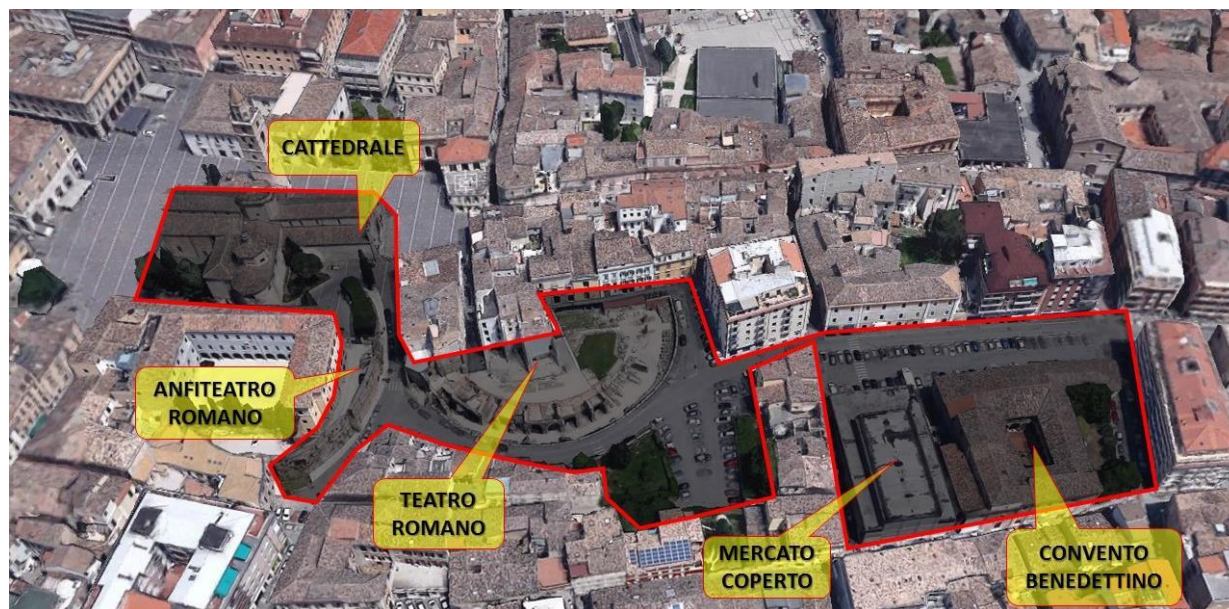 CATTEDRALE
ANFITEATRO
ROMANO
TEATRO
ROMANO
MERCATO
COPERTO
CONVENTO
BENEDETTINO